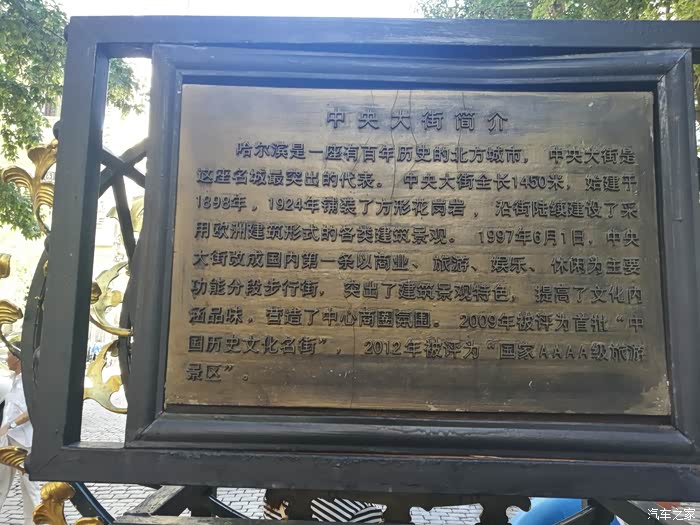 中央大街简介
哈尔滨是一座有百年历史的北方城市，中央大街是
这座名城最突出的代表。中央大街全长1450米，始建于
1898年，1924年铺装了方形花岗岩，沿街陆续建设了采
用欧洲建筑形式的各类建筑景观。1997年6月1日，中央
大街改成国内第一条以商业、旅游、娱乐、休闲为主要
功能分段步行街，突出了建筑景观特色，提高了文化内
涵品味，营造了中心商圈氛围。2009年被评为首批“中
国历史文化名街”，2012年被评为“国家AAAA级旅游
景区”。
汽车之家